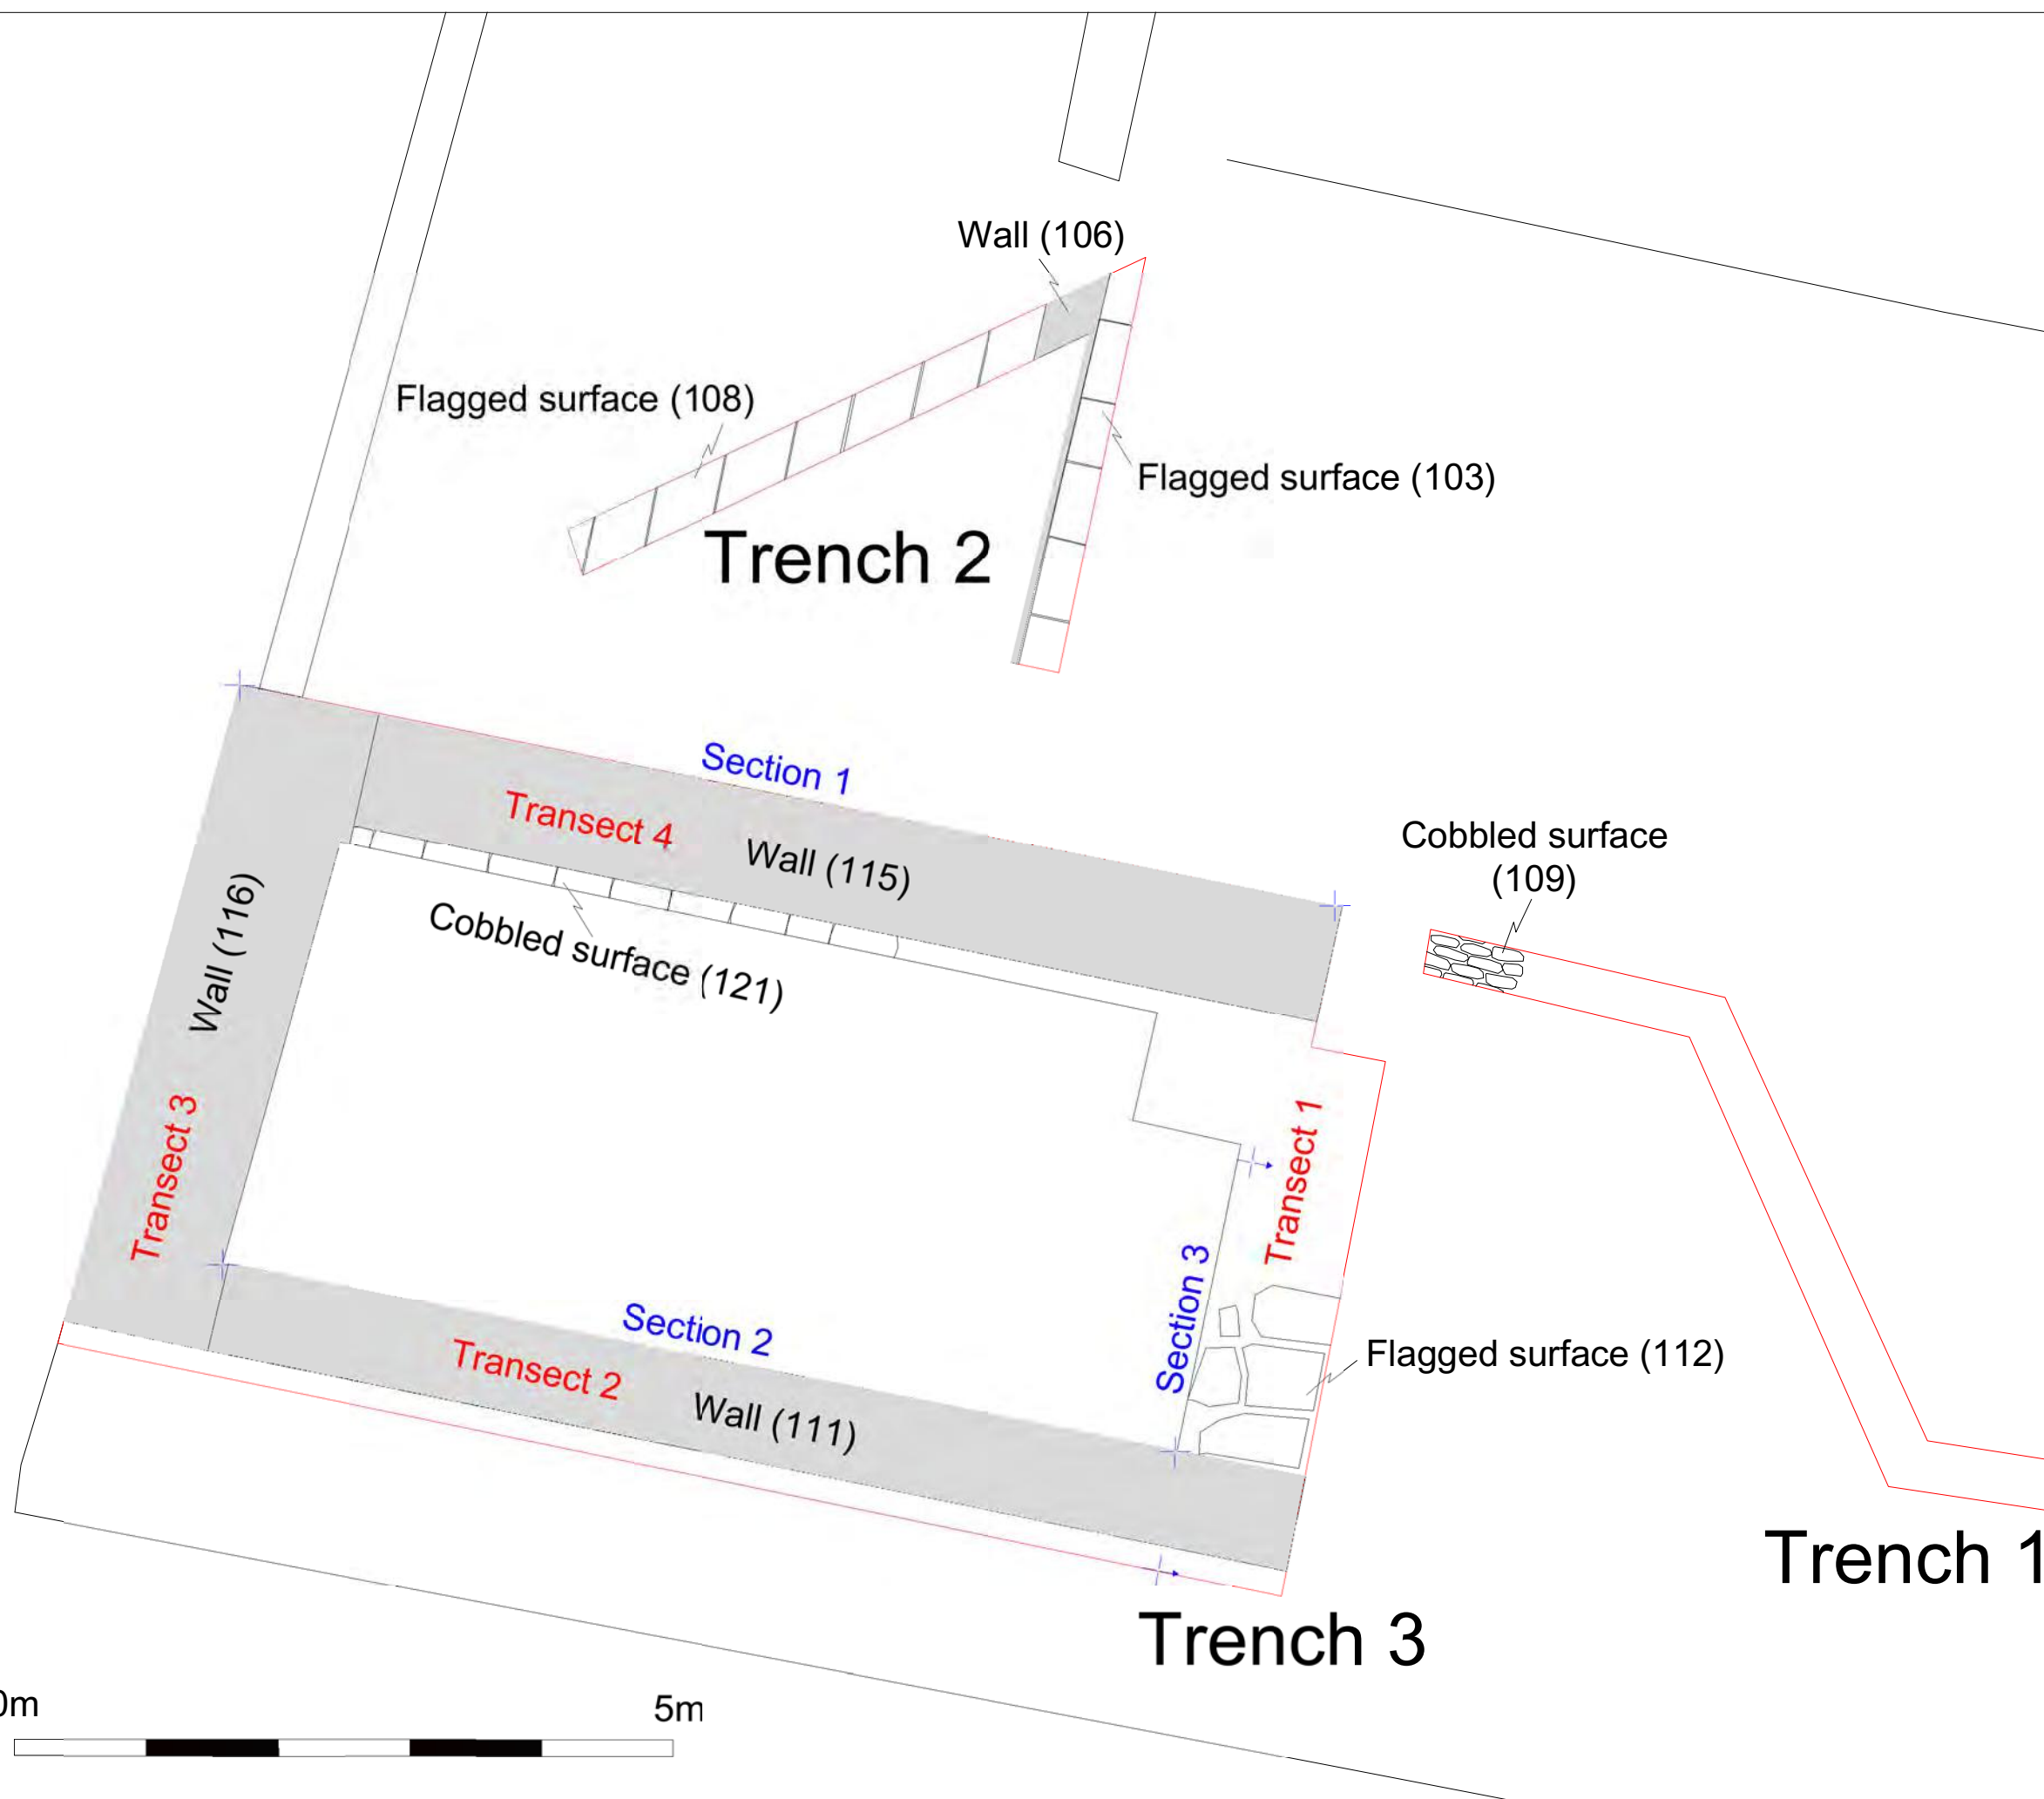 Wall (106)
Flagged surface (108)
Flagged surface (103)
Trench 2
Section 1
Transect 4
Wall (115)
Cobbled surface
(109)
Wall (116)
Cobbled surface (121)
Transect 3
Transect 1
Section 3
Section 2
Transect 2
Wall (111)
Flagged surface (112)
Trench 1
Trench 3
0m
5m